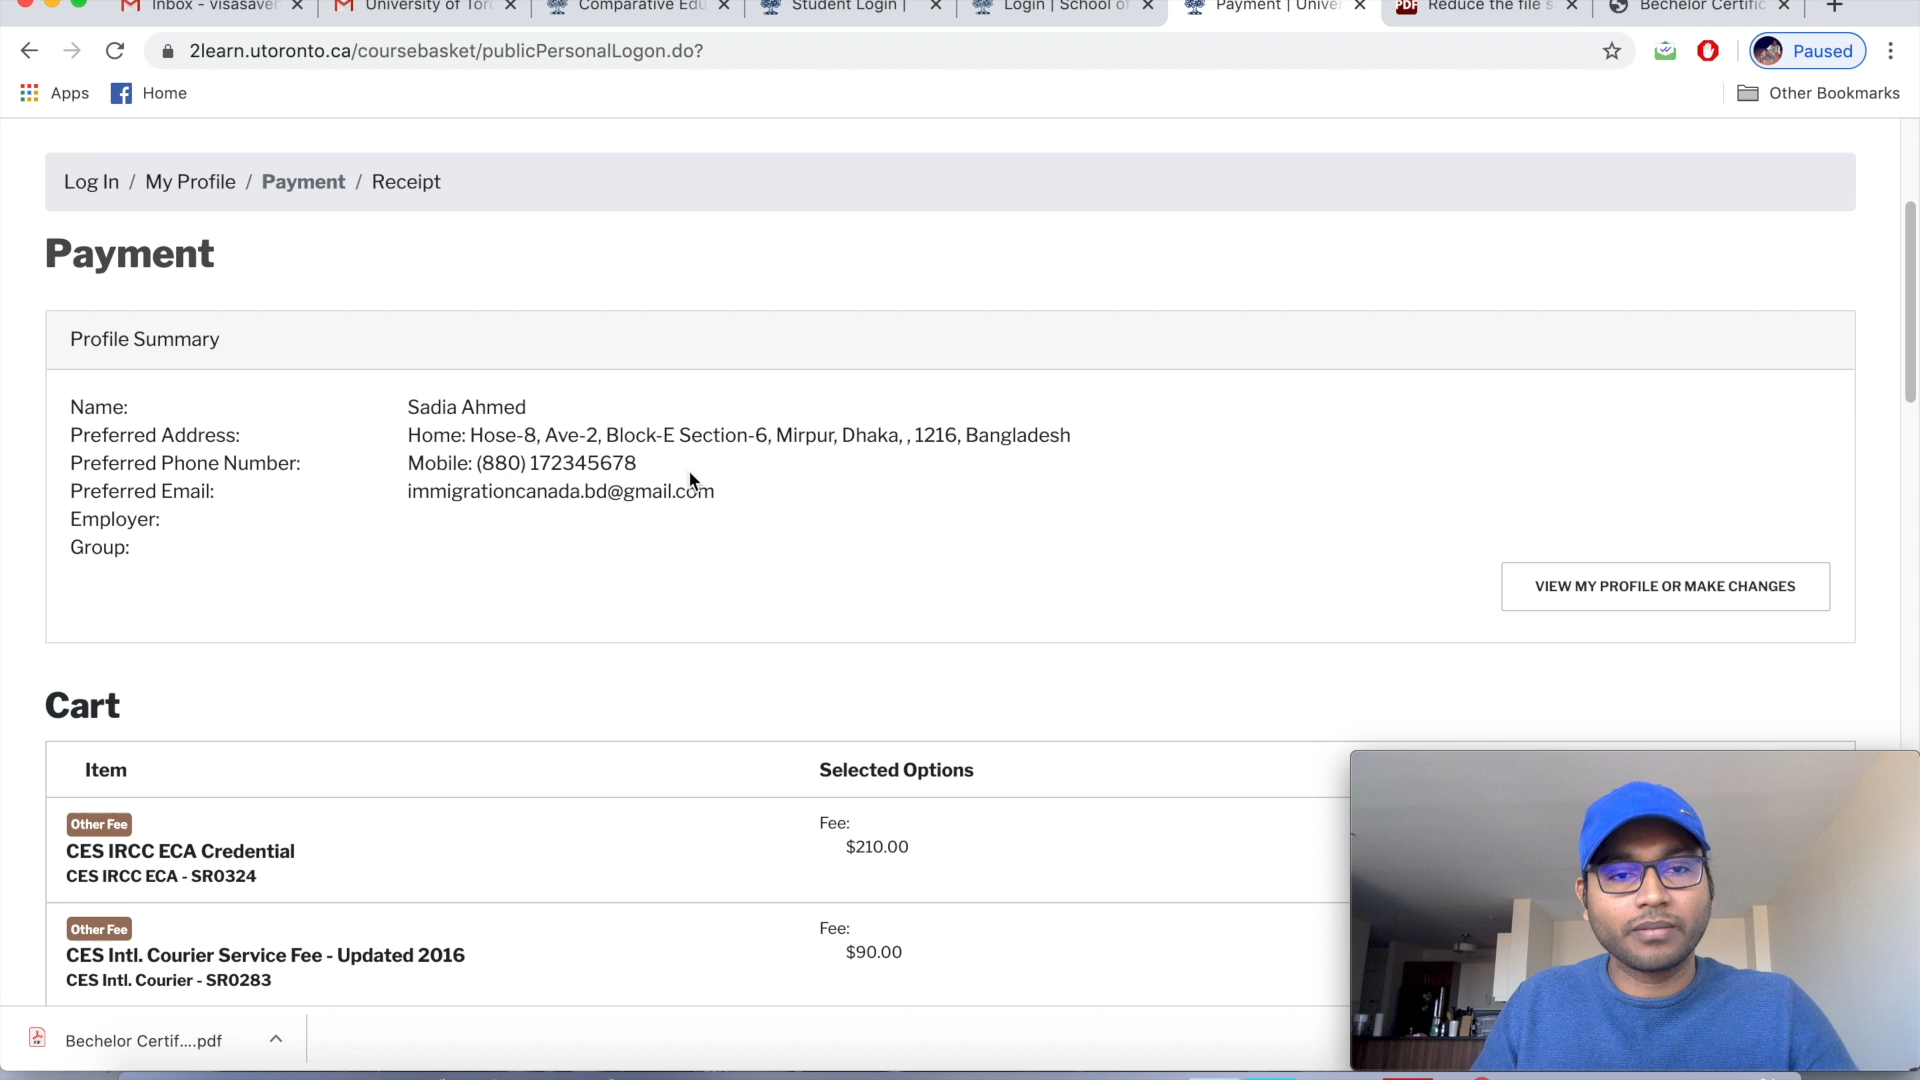 Inbox - visasaver
University of Toro
Comparative Edu
Student Login |
Login | School of
Payment | Univer
Reduce the file s
Bechelor Certific
2learn.utoronto.ca/coursebasket/publicPersonalLogon.do?
Paused
Apps
Home
Other Bookmarks
Log In / My Profile / Payment / Receipt
Payment
Profile Summary
Name: Sadia Ahmed
Preferred Address: Home: Hose-8, Ave-2, Block-E Section-6, Mirpur, Dhaka, , 1216, Bangladesh
Preferred Phone Number: Mobile: (880) 172345678
Preferred Email: immigrationcanada.bd@gmail.com
Employer:
Group:
VIEW MY PROFILE OR MAKE CHANGES
Cart
Item Selected Options
Other Fee Fee:
CES IRCC ECA Credential $210.00
CES IRCC ECA - SR0324
Other Fee Fee:
CES Intl. Courier Service Fee - Updated 2016 $90.00
CES Intl. Courier - SR0283
Bechelor Certif....pdf